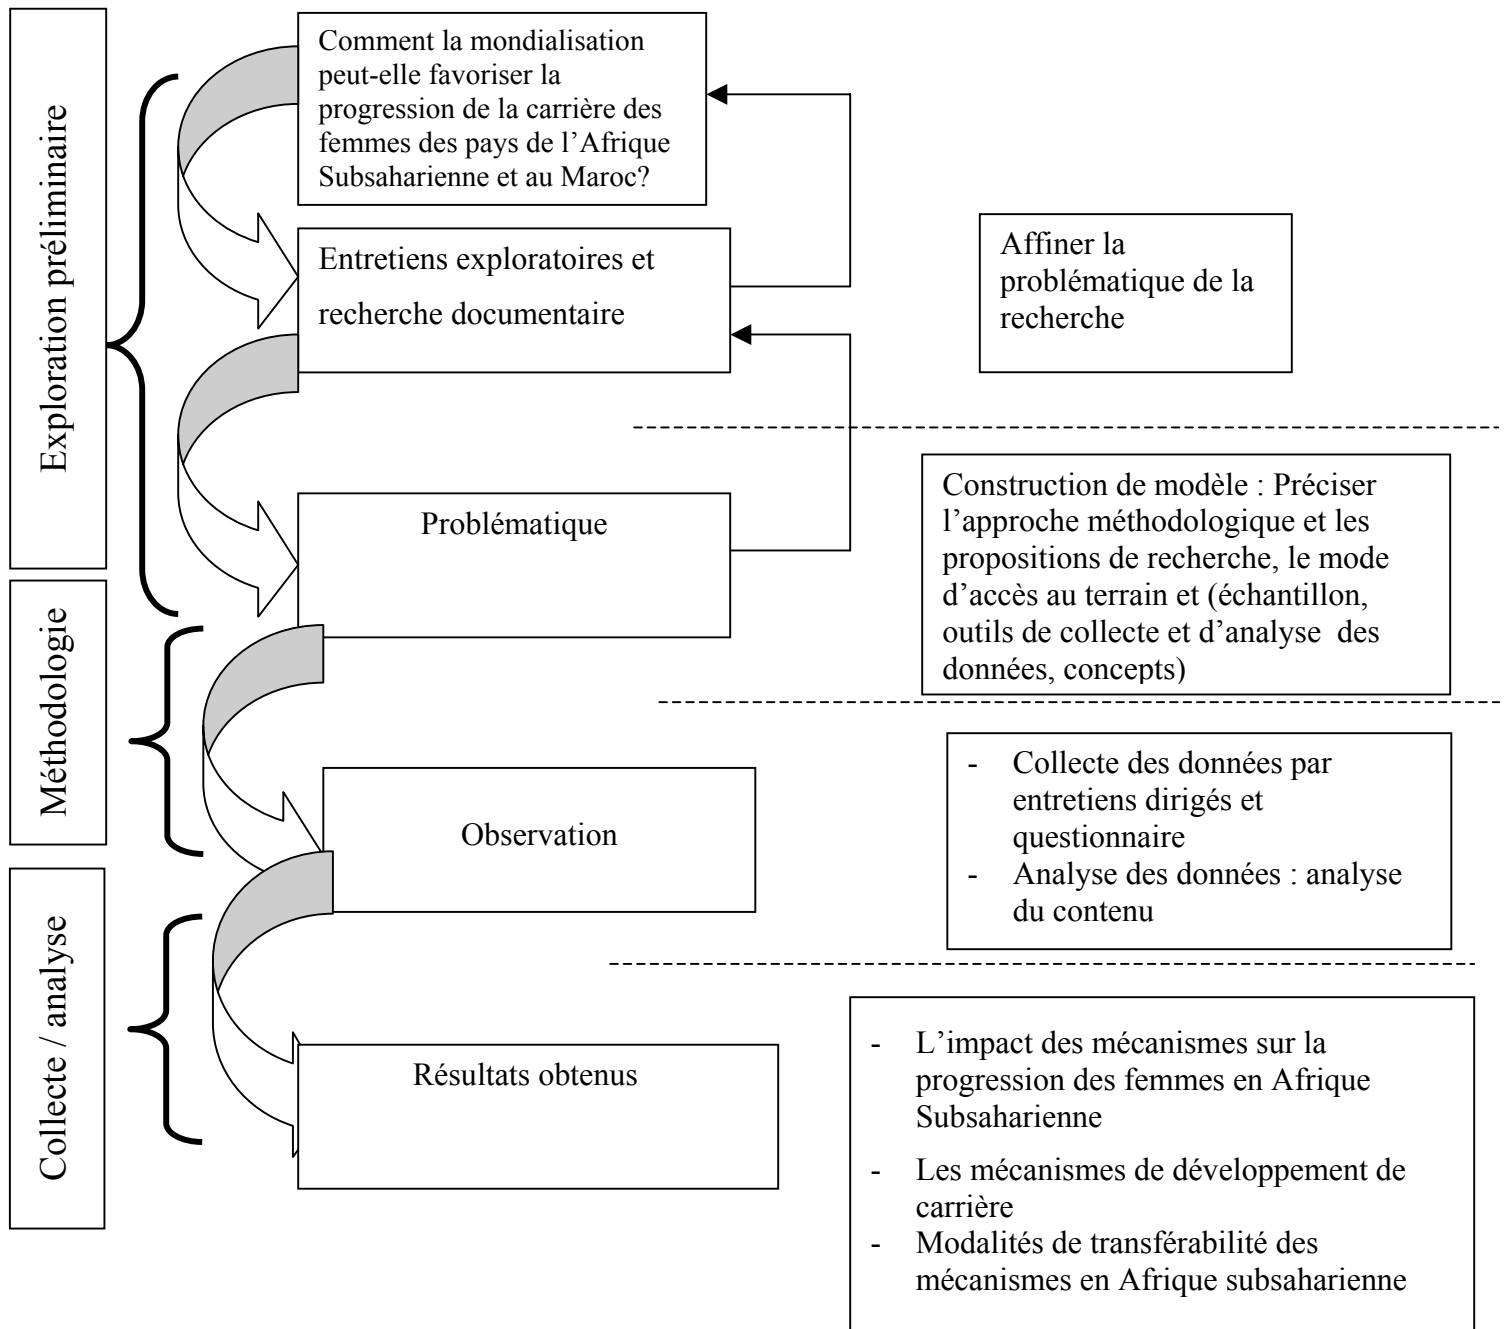 Exploration préliminaire
Comment la mondialisation
peut-elle favoriser la
progression de la carrière des
femmes des pays de l’Afrique
Subsaharienne et au Maroc?
Entretiens exploratoires et
recherche documentaire
Affiner la
problématique de la
recherche
Problématique
Construction de modèle : Préciser
l’approche méthodologique et les
propositions de recherche, le mode
d’accès au terrain et (échantillon,
outils de collecte et d’analyse des
données, concepts)
Méthodologie
Observation
- Collecte des données par
entretiens dirigés et
questionnaire
- Analyse des données : analyse
du contenu
Collecte / analyse
Résultats obtenus
- L’impact des mécanismes sur la
progression des femmes en Afrique
Subsaharienne
- Les mécanismes de développement de
carrière
- Modalités de transférabilité des
mécanismes en Afrique subsaharienne